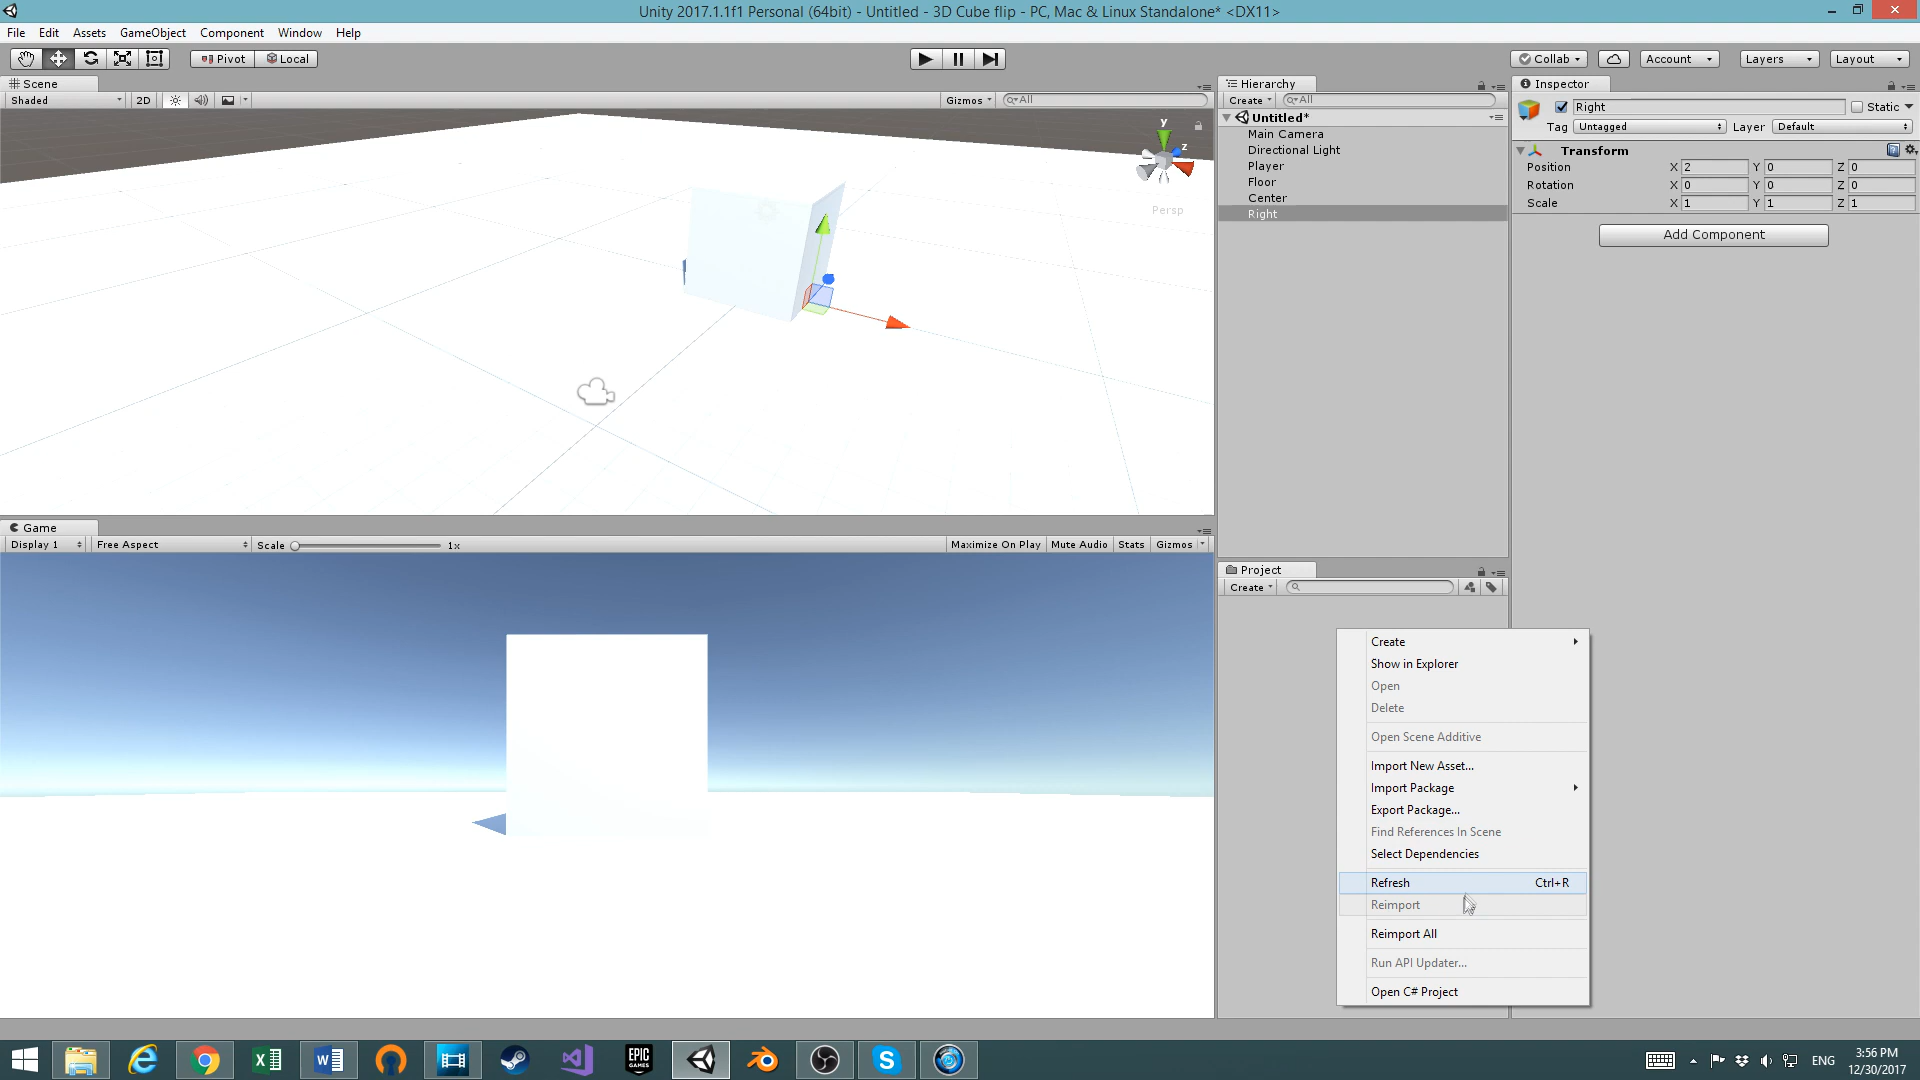 Unity 2017.1.1f1 Personal (64bit) - Untitled - 3D Cube flip - PC, Mac & Linux Standalone* <DX11>
File Edit Assets GameObject Component Window Help
Pivot Local Collab Account Layers Layout
Scene
Shaded 2D Gizmos All
y
z
Persp
Hierarchy
Create All
Untitled*
Main Camera
Directional Light
Player
Floor
Center
Right
Inspector
Right Static
Tag Untagged Layer Default
Transform
Position X 2 Y 0 Z 0
Rotation X 0 Y 0 Z 0
Scale X 1 Y 1 Z 1
Add Component
Game
Display 1 Free Aspect Scale 1x Maximize On Play Mute Audio Stats Gizmos
Project
Create
Create
Show in Explorer
Open
Delete
Open Scene Additive
Import New Asset...
Import Package
Export Package...
Find References In Scene
Select Dependencies
Refresh Ctrl+R
Reimport
Reimport All
Run API Updater...
Open C# Project
EPIC
GAMES
ENG
3:56 PM
12/30/2017